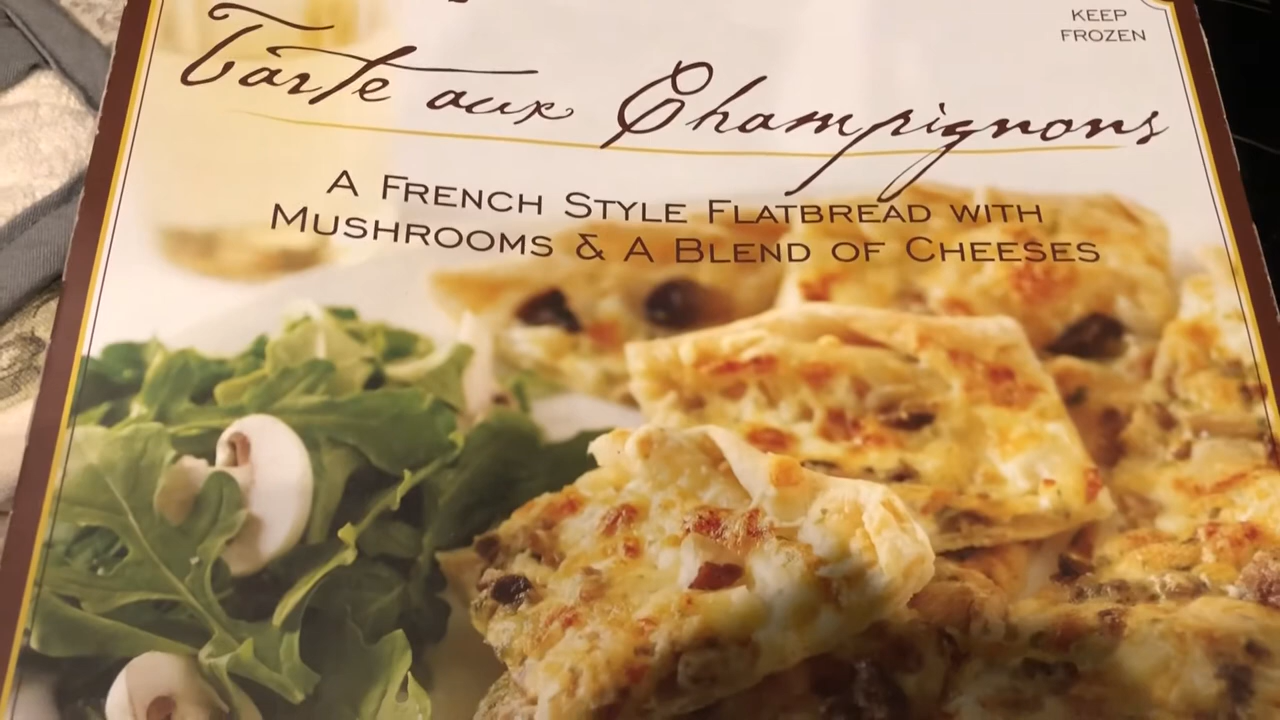 KEEP
FROZEN
Tarte aux Champignons
A FRENCH STYLE FLATBREAD WITH
MUSHROOMS & A BLEND OF CHEESES